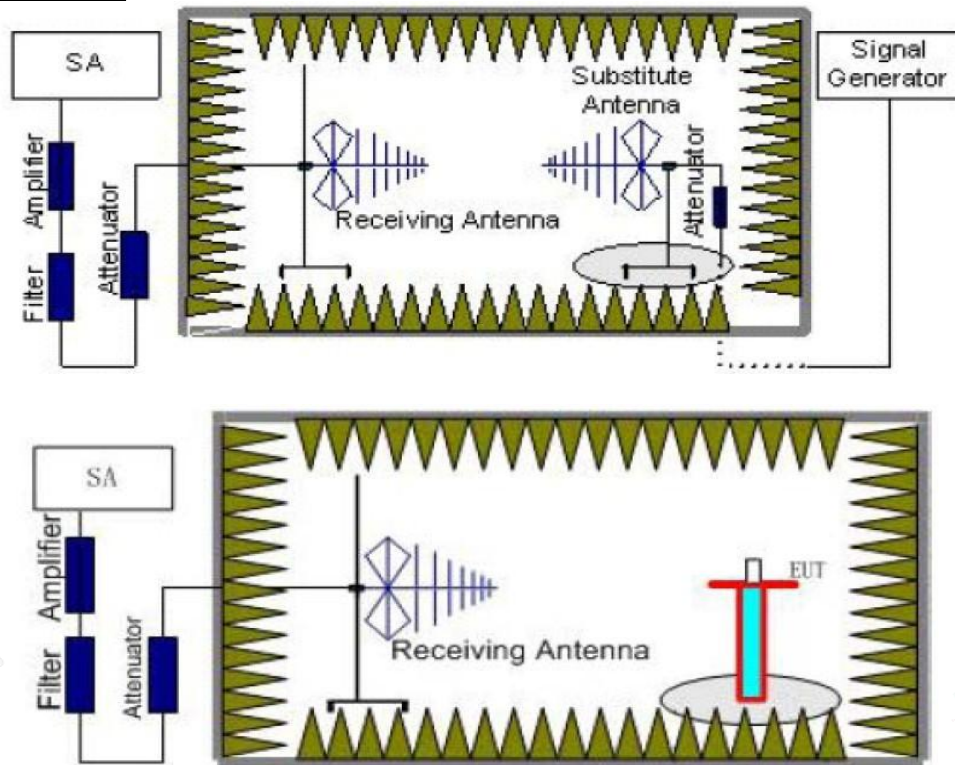 SA
Signal
Generator
Substitute
Antenna
Amplifier
Filter
Attenuator
Attenuator
Receiving Antenna
SA
Amplifier
Filter
Attenuator
Receiving Antenna
EUT